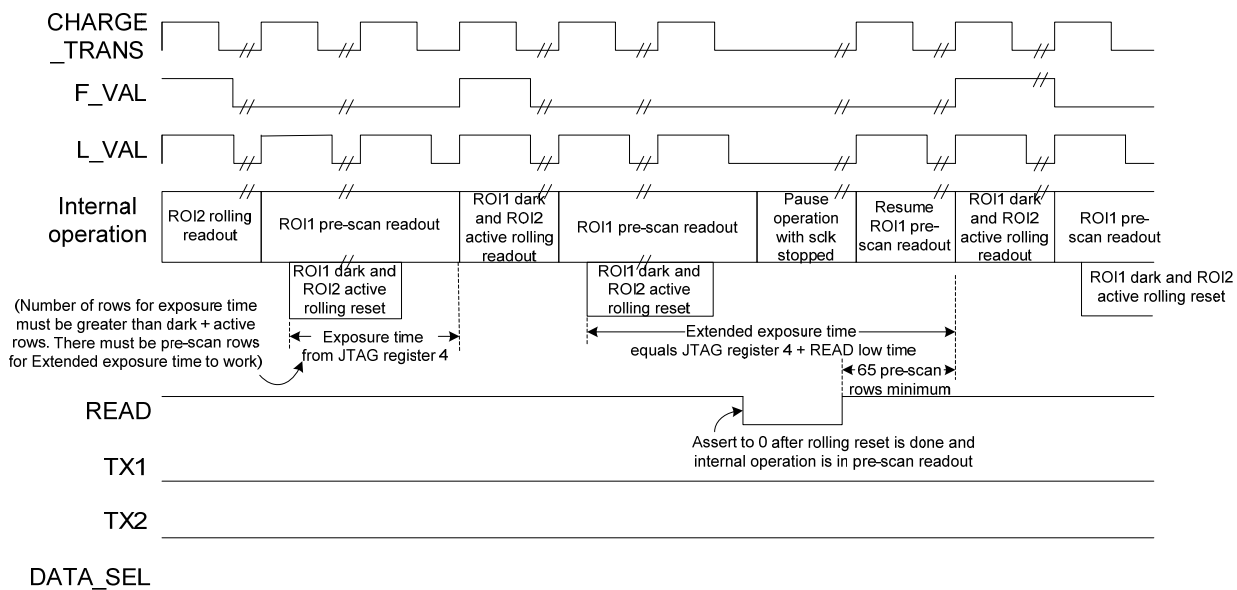 CHARGE
_TRANS
F_VAL
L_VAL
Internal
operation
ROI2 rolling
readout
ROI1 pre-scan readout
ROI1 dark
and ROI2
active rolling
readout
ROI1 pre-scan readout
Pause
operation
with sclk
stopped
Resume
ROI1 pre-
scan readout
ROI1 dark
and ROI2
active rolling
readout
ROI1 pre-
scan readout
ROI1 dark and
ROI2 active
rolling reset
ROI1 dark and
ROI2 active
rolling reset
ROI1 dark and ROI2
active rolling reset
(Number of rows for exposure time
must be greater than dark + active
rows. There must be pre-scan rows
for Extended exposure time to work)
Exposure time
from JTAG register 4
Extended exposure time
equals JTAG register 4 + READ low time
65 pre-scan
rows minimum
READ
Assert to 0 after rolling reset is done and
internal operation is in pre-scan readout
TX1
TX2
DATA_SEL